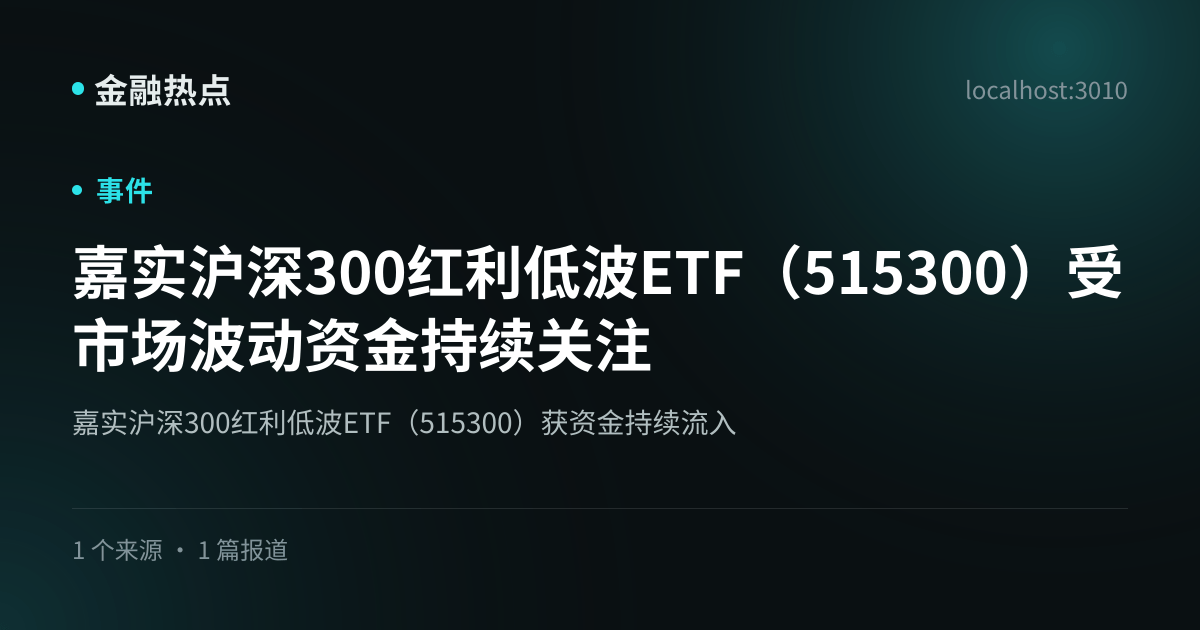 金融热点
localhost:3010
事件
嘉实沪深300红利低波ETF（515300）受
市场波动资金持续关注
嘉实沪深300红利低波ETF（515300）获资金持续流入
1 个来源 · 1 篇报道